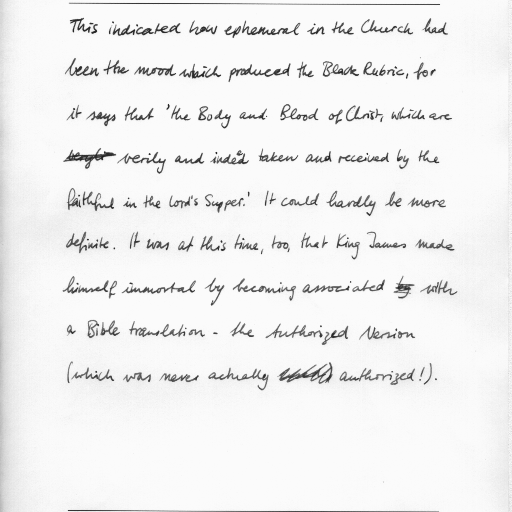 This indicated how ephemeral in the Church had
been the mood which produced the Black Rubric, for
it says that 'the Body and Blood of Christ, which are
verily and indeed taken and received by the
faithful in the Lord's Supper.' It could hardly be more
definite. It was at this time, too, that King James made
himself immortal by becoming associated with
a Bible translation - the Authorized Version
(which was never actually authorized!).